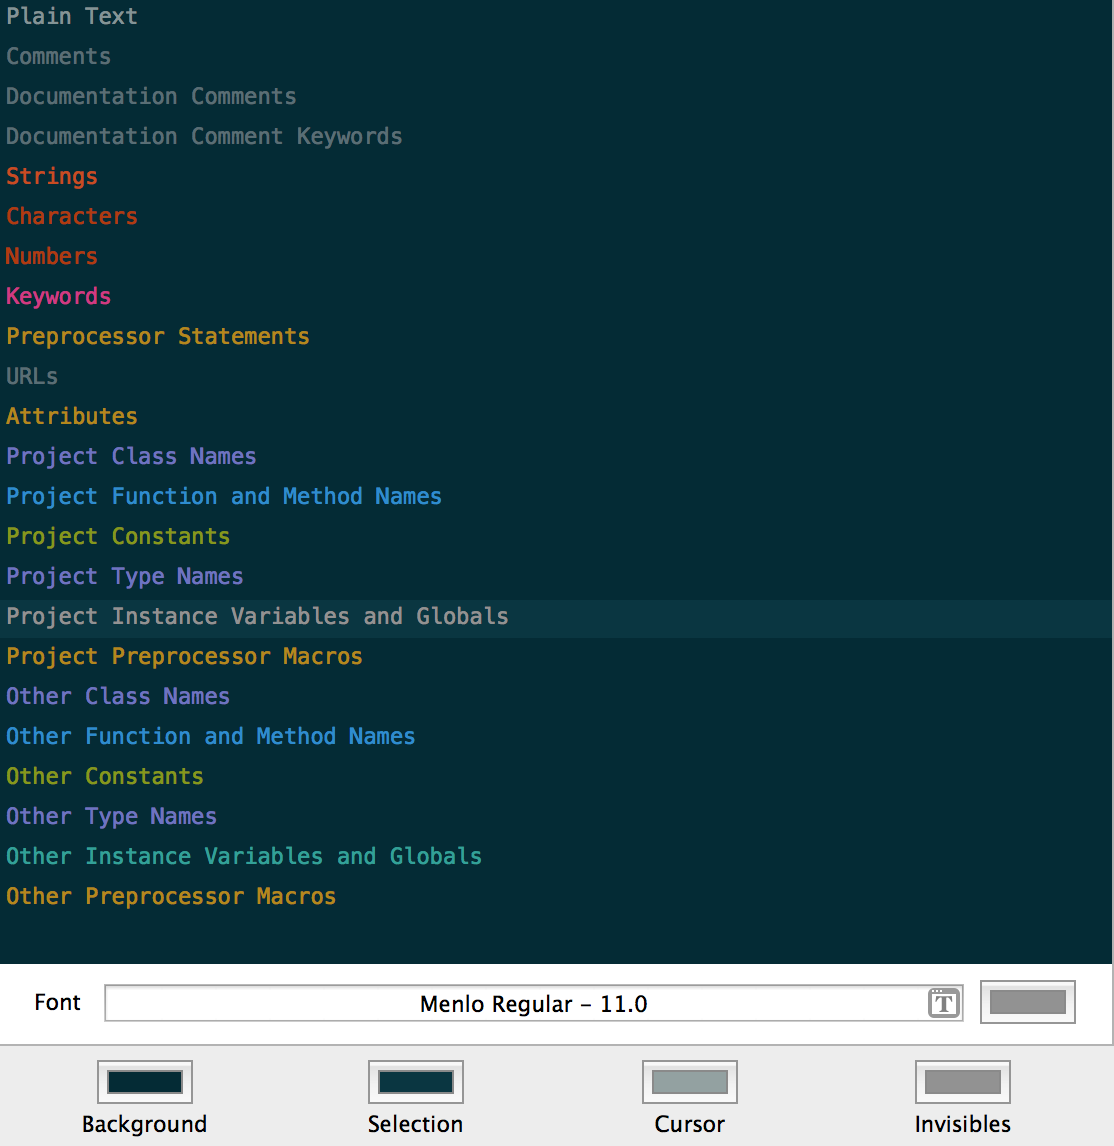 Plain Text
Comments
Documentation Comments
Documentation Comment Keywords
Strings
Characters
Numbers
Keywords
Preprocessor Statements
URLs
Attributes
Project Class Names
Project Function and Method Names
Project Constants
Project Type Names
Project Instance Variables and Globals
Project Preprocessor Macros
Other Class Names
Other Function and Method Names
Other Constants
Other Type Names
Other Instance Variables and Globals
Other Preprocessor Macros
Font Menlo Regular – 11.0 T
Background Selection Cursor Invisibles